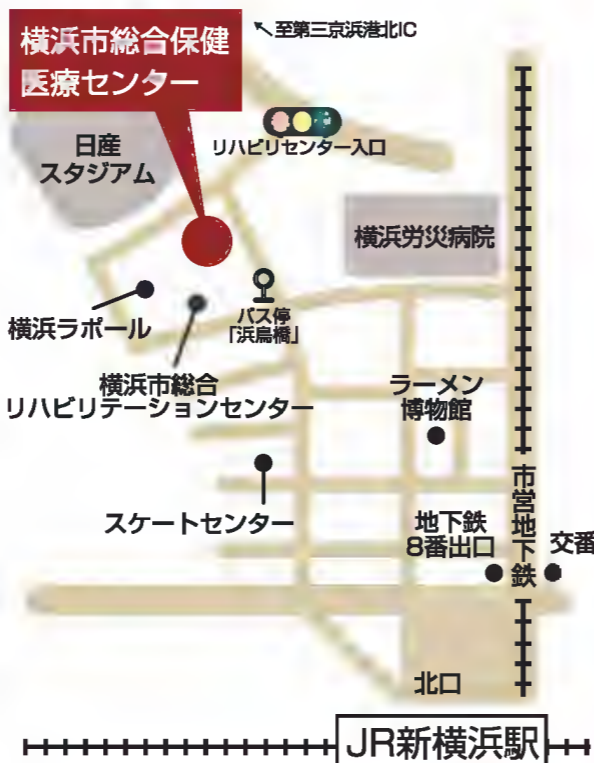 横浜市総合保健
医療センター
至第三京浜港北IC
日産
スタジアム
リハビリセンター入口
横浜労災病院
バス停
「浜鳥橋」
横浜ラポール
横浜市総合
リハビリテーションセンター
ラーメン
博物館
スケートセンター
地下鉄
8番出口
市営地下鉄
交番
北口
JR新横浜駅